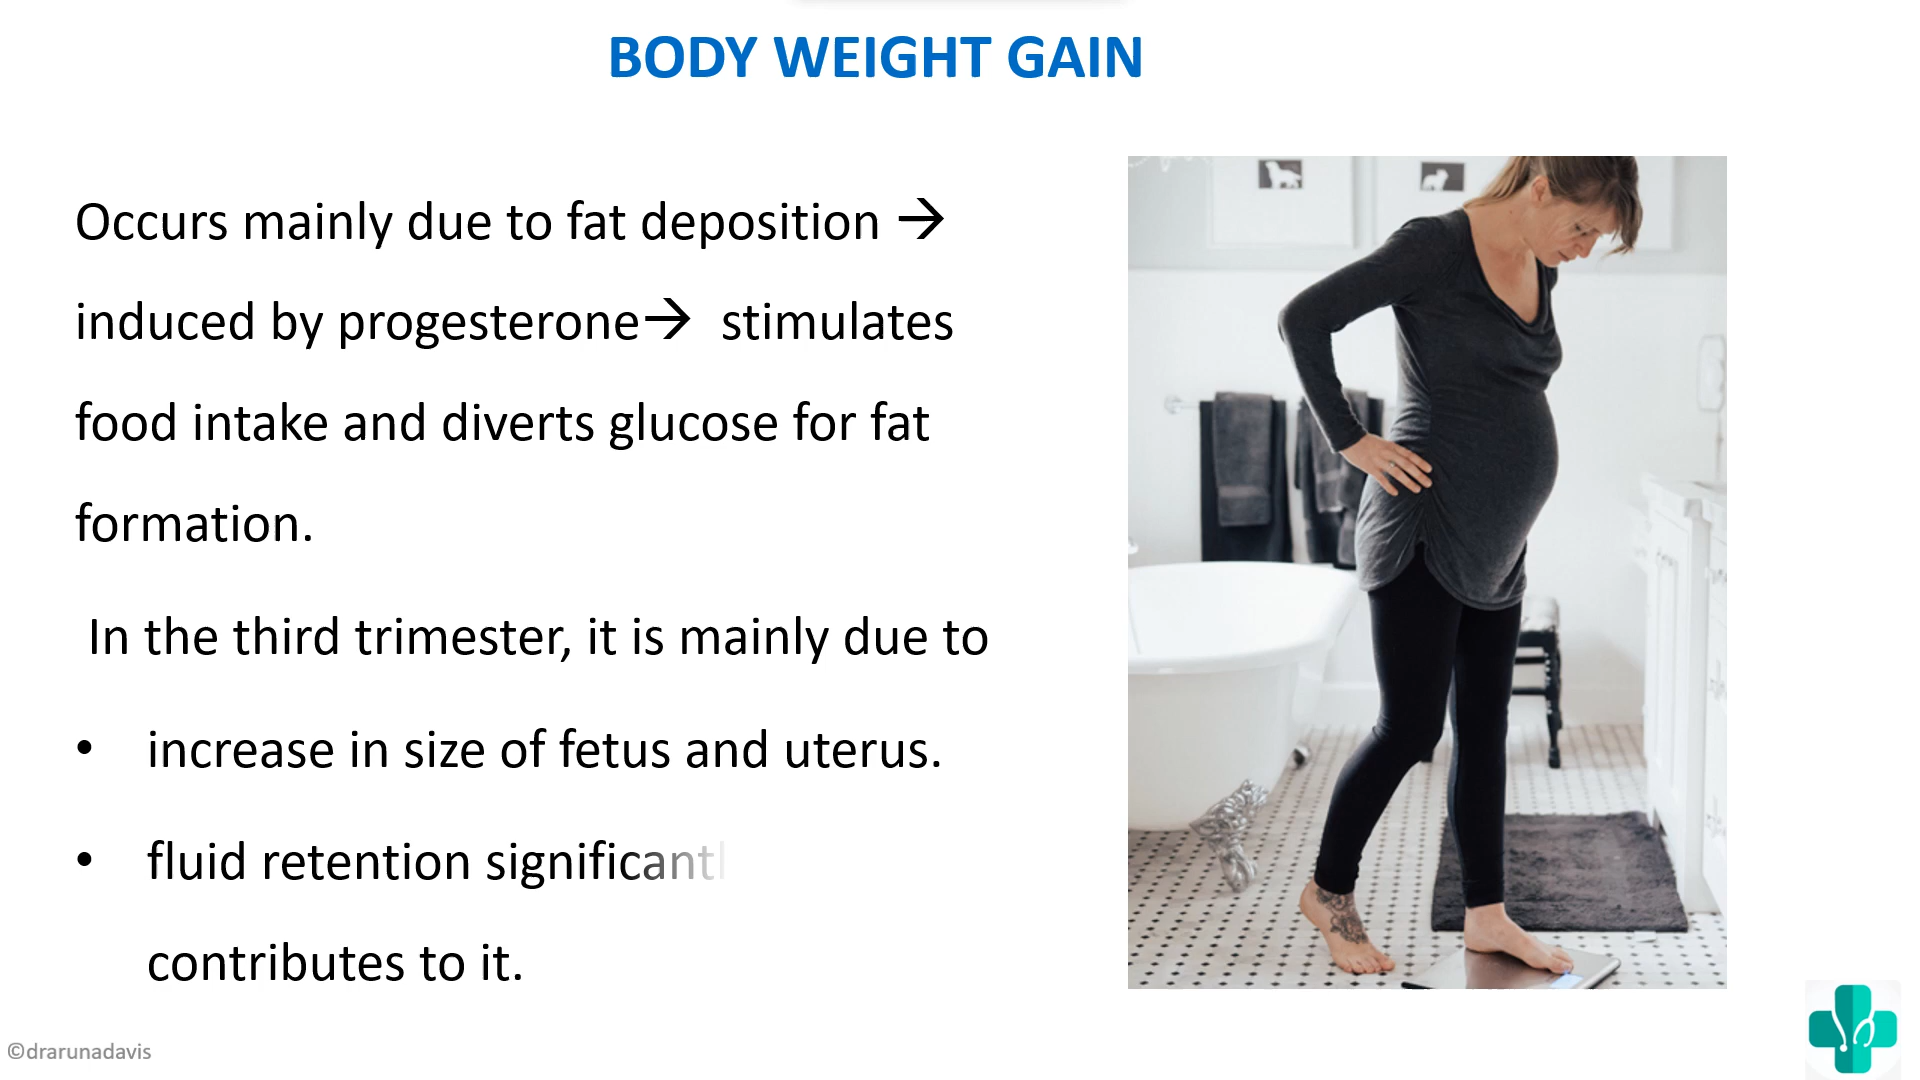 BODY WEIGHT GAIN
Occurs mainly due to fat deposition →
induced by progesterone→ stimulates
food intake and diverts glucose for fat
formation.
In the third trimester, it is mainly due to
• increase in size of fetus and uterus.
• fluid retention significantl
contributes to it.
©drarunadavis